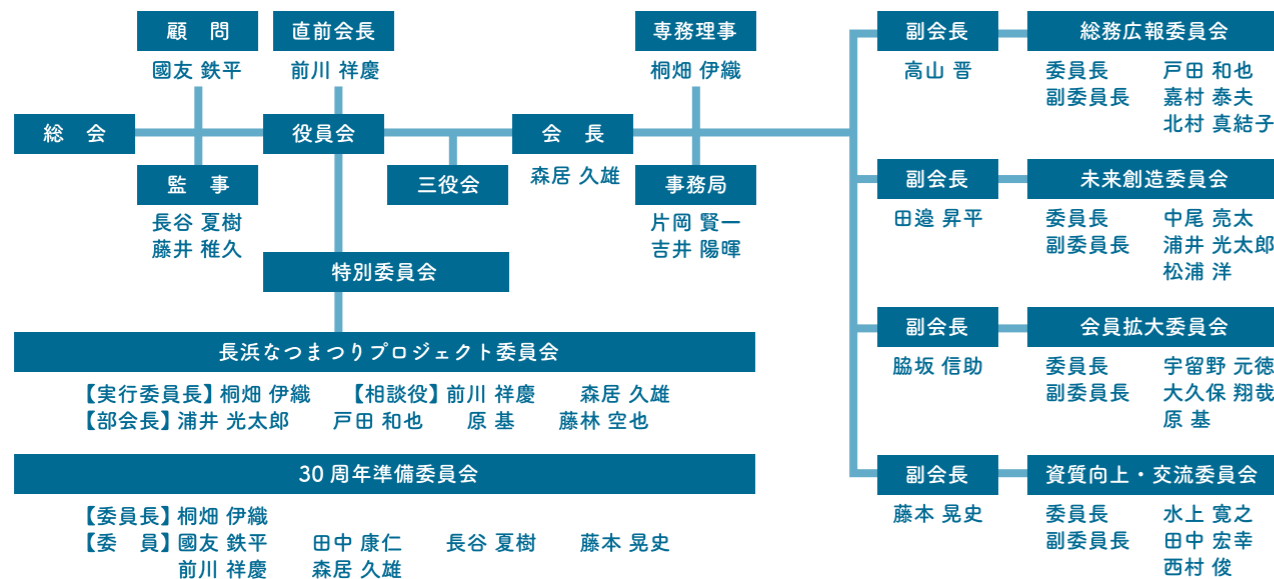 顧　問
國友 鉄平
直前会長
前川 祥慶
専務理事
桐畑 伊織
総　会
役員会
会　長
森居 久雄
監　事
長谷 夏樹
藤井 稚久
三役会
事務局
片岡 賢一
吉井 陽暉
特別委員会
長浜なつまつりプロジェクト委員会
【実行委員長】桐畑 伊織　【相談役】前川 祥慶　森居 久雄
【部会長】浦井 光太郎　戸田 和也　原 基　藤林 空也
30周年準備委員会
【委員長】桐畑 伊織
【委　員】國友 鉄平　田中 康仁　長谷 夏樹　藤本 晃史
前川 祥慶　森居 久雄
副会長
高山 晋
総務広報委員会
委員長　戸田 和也
副委員長　嘉村 泰夫
北村 真結子
副会長
田邉 昇平
未来創造委員会
委員長　中尾 亮太
副委員長　浦井 光太郎
松浦 洋
副会長
脇坂 信助
会員拡大委員会
委員長　宇留野 元徳
副委員長　大久保 翔哉
原 基
副会長
藤本 晃史
資質向上・交流委員会
委員長　水上 寛之
副委員長　田中 宏幸
西村 俊